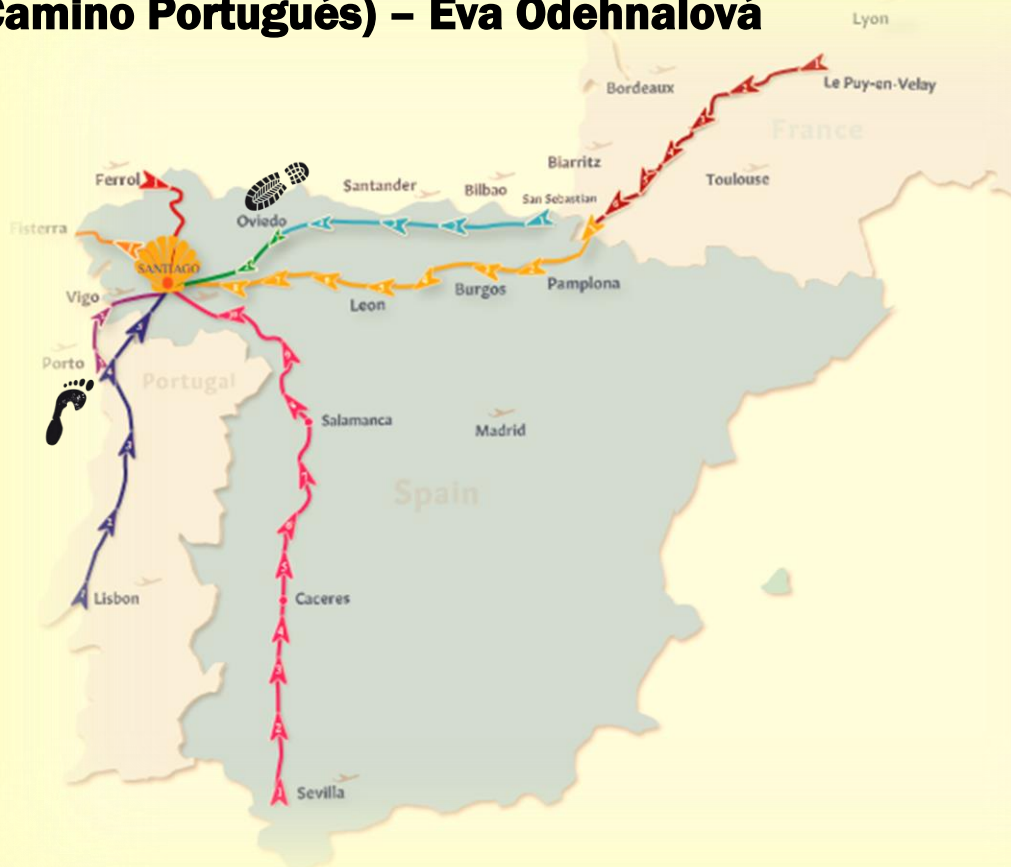 Camino Portugués) – Eva Odehnalová
Lyon
Bordeaux
Le Puy-en-Velay
France
Biarritz
Toulouse
Ferrol
Santander
Bilbao
San Sebastian
Oviedo
Fisterra
SANTIAGO
Vigo
Leon
Burgos
Pamplona
Porto
Portugal
Salamanca
Madrid
Spain
Lisbon
Caceres
Sevilla